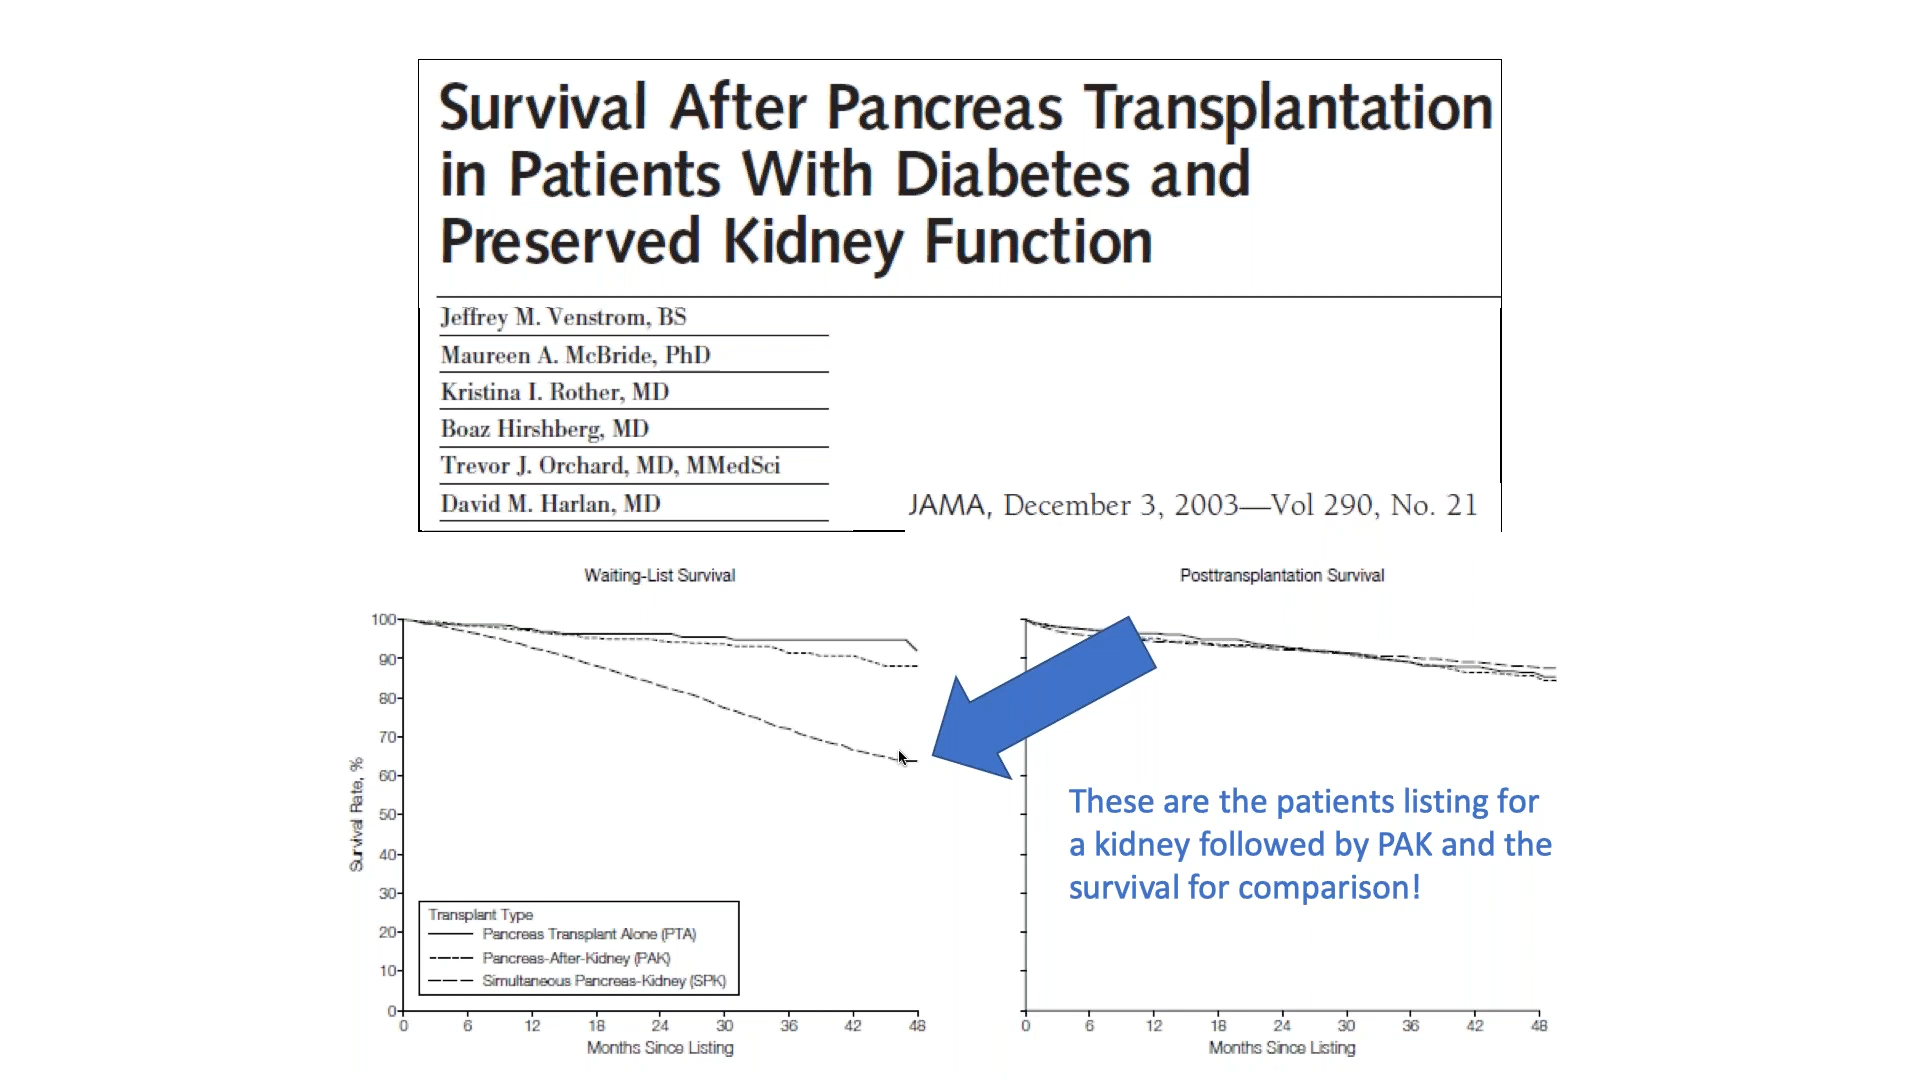 Survival After Pancreas Transplantation
in Patients With Diabetes and
Preserved Kidney Function
Jeffrey M. Venstrom, BS
Maureen A. McBride, PhD
Kristina I. Rother, MD
Boaz Hirshberg, MD
Trevor J. Orchard, MD, MMedSci
David M. Harlan, MD
JAMA, December 3, 2003—Vol 290, No. 21
Waiting-List Survival
100
90
80
70
60
50
40
30
20
10
0
Survival Rate, %
Transplant Type
Pancreas Transplant Alone (PTA)
Pancreas-After-Kidney (PAK)
Simultaneous Pancreas-Kidney (SPK)
0 6 12 18 24 30 36 42 48
Months Since Listing
Posttransplantation Survival
These are the patients listing for
a kidney followed by PAK and the
survival for comparison!
0 6 12 18 24 30 36 42 48
Months Since Listing